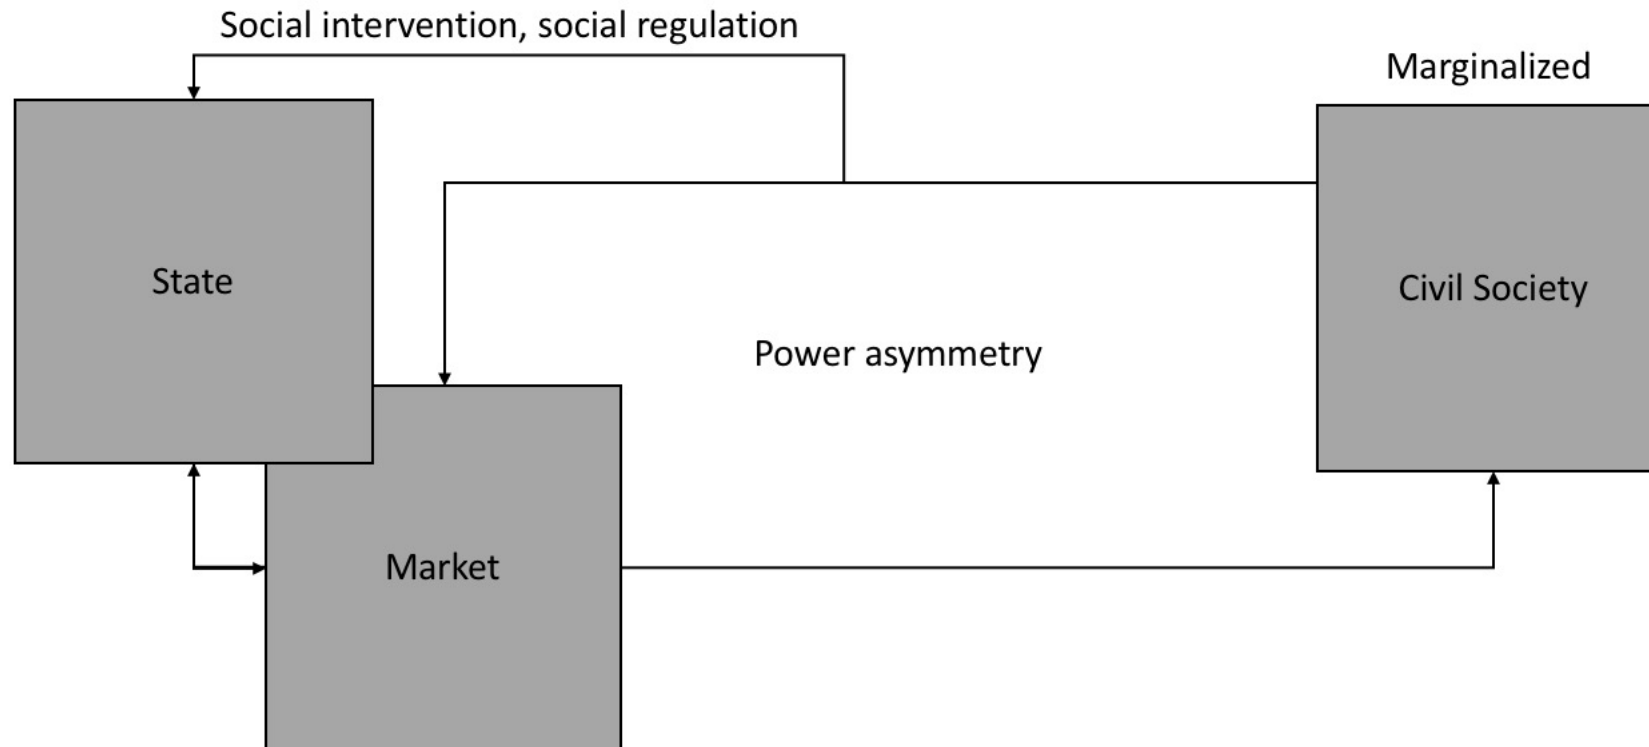 Social intervention, social regulation
Marginalized
State
Civil Society
Power asymmetry
Market